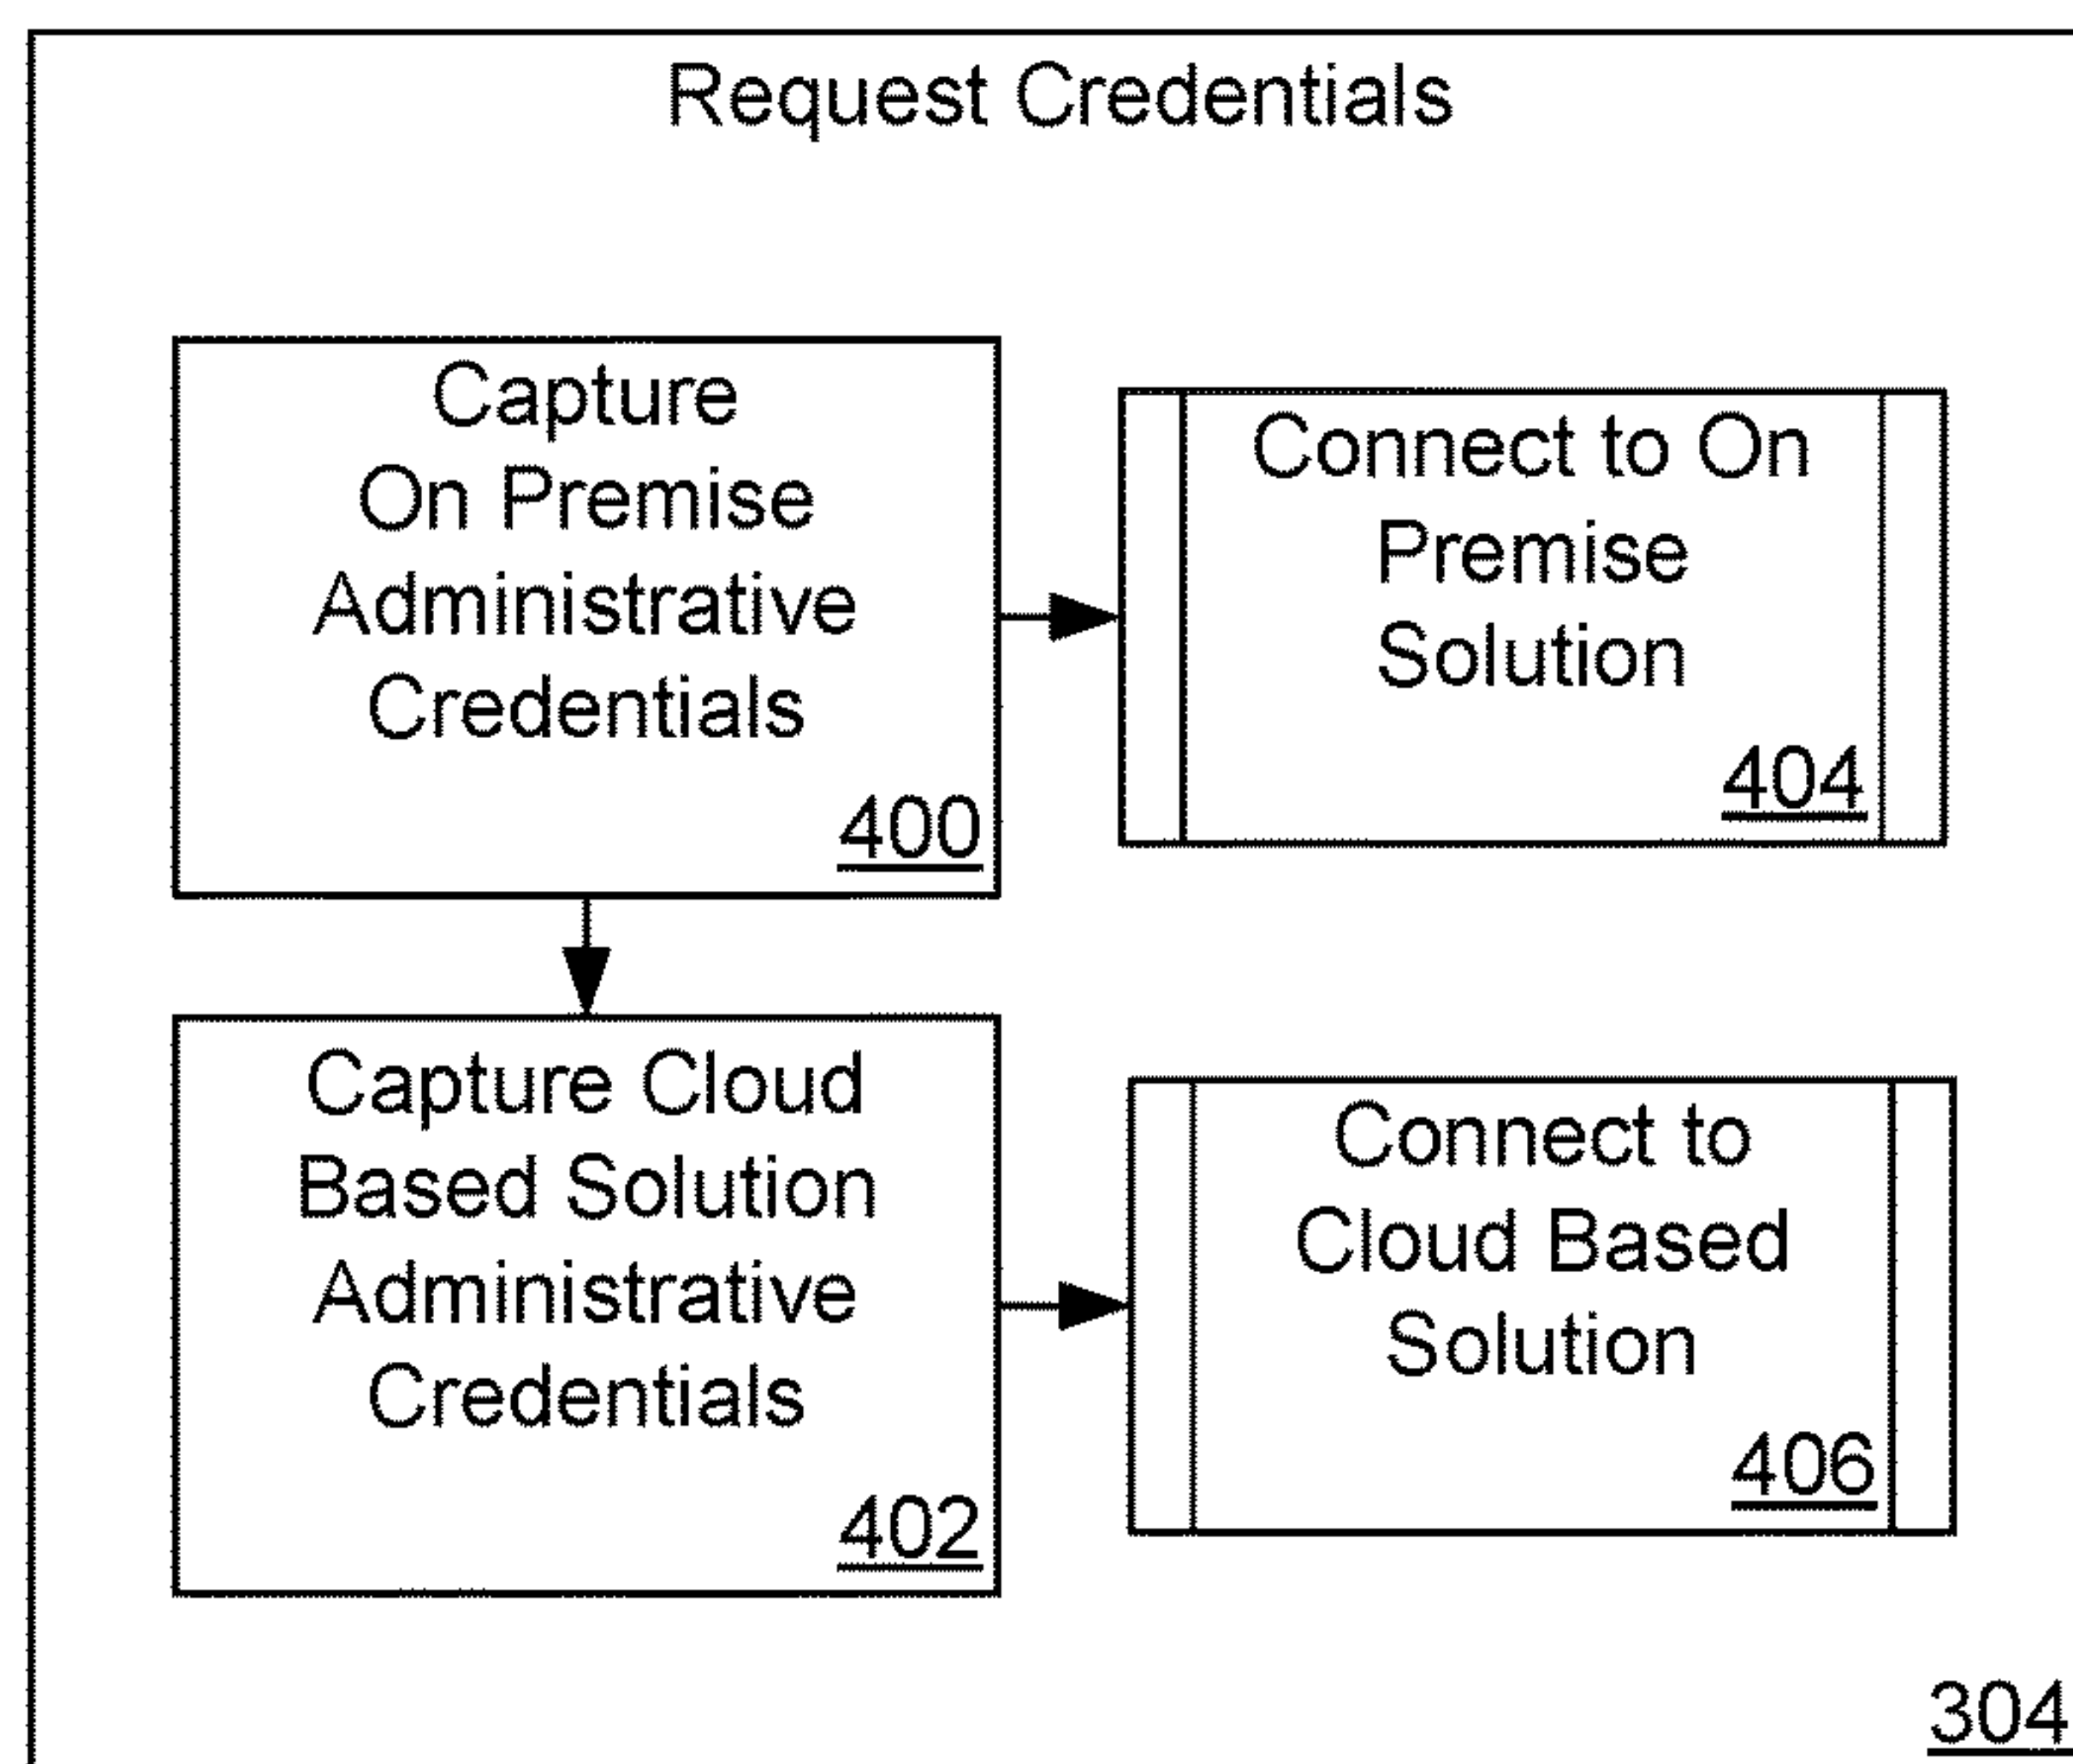 Request Credentials
Capture
On Premise
Administrative
Credentials
400
Connect to On
Premise
Solution
404
Capture Cloud
Based Solution
Administrative
Credentials
402
Connect to
Cloud Based
Solution
406
304